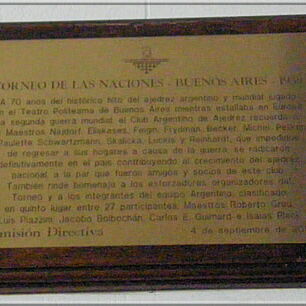 TORNEO DE LAS NACIONES - BUENOS AIRES - 193
A 70 años del histórico hito del ajedrez argentino y mundial jugado
en el Teatro Politeama de Buenos Aires mientras estallaba en Europa
la segunda guerra mundial, el Club Argentino de Ajedrez recuerda a
Maestros Najdorf, Eliskases, Feigin, Frydman, Becker, Michel, Pelikan
Paulette Schwartzmann, Skalicka, Luckis y Reinhardt, que impedidos
de regresar a sus hogares a causa de la guerra, se radicaron
definitivamente en el país contribuyendo al crecimiento del ajedrez
nacional a la par que fueron amigos y socios de este club.
También rinde homenaje a los esforzados organizadores del
Torneo y a los integrantes del equipo Argentino, clasificado
en quinto lugar entre 27 participantes, Maestros Roberto Grau,
Luis Piazzini, Jacobo Bolbochán, Carlos E. Guimard e Isaías Pleci.
omisión Directiva 4 de septiembre de 20